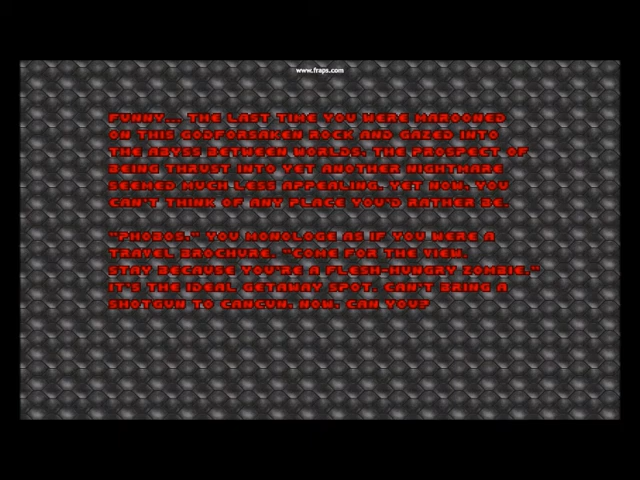 www.fraps.com
FUNNY... THE LAST TIME YOU WERE MAROONED
ON THIS GODFORSAKEN ROCK AND GAZED INTO
THE ABYSS BETWEEN WORLDS, THE PROSPECT OF
BEING THRUST INTO YET ANOTHER NIGHTMARE
SEEMED MUCH LESS APPEALING. YET NOW, YOU
CAN'T THINK OF ANY PLACE YOU'D RATHER BE.
"PHOBOS," YOU MONOLOGE AS IF YOU WERE A
TRAVEL BROCHURE. "COME FOR THE VIEW,
STAY BECAUSE YOU'RE A FLESH-HUNGRY ZOMBIE."
IT'S THE IDEAL GETAWAY SPOT. CAN'T BRING A
SHOTGUN TO CANCUN, NOW, CAN YOU?